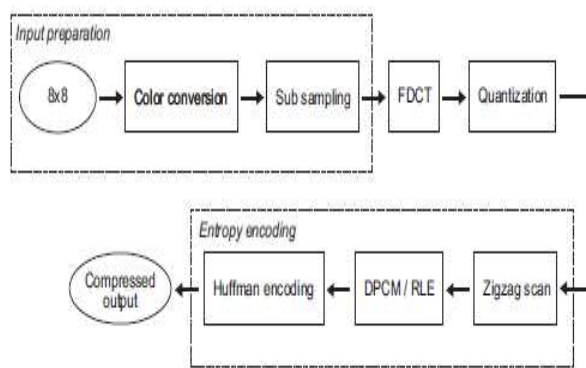 Input preparation
8x8
Color conversion
Sub sampling
FDCT
Quantization
Entropy encoding
Compressed
output
Huffman encoding
DPCM / RLE
Zigzag scan